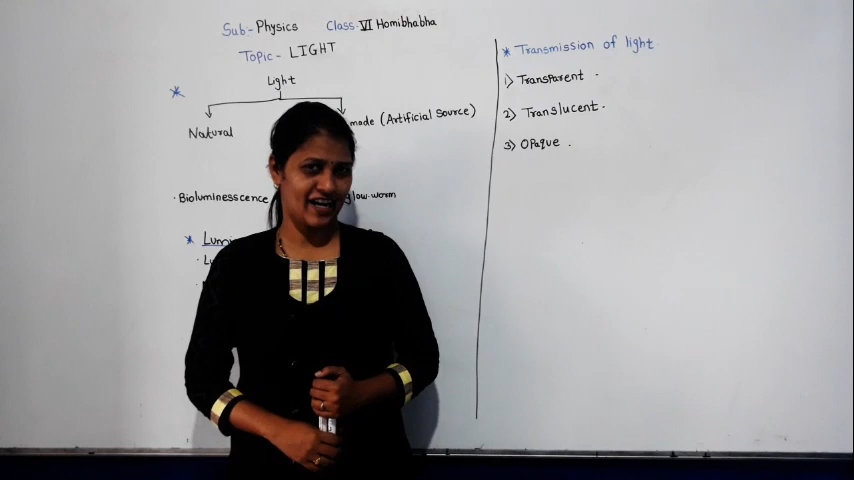 Sub:- Physics Class-VI Homibhabha
Topic- LIGHT
* Light
Natural made (Artificial Source)
· Bioluminesscence glow-worm
*
* Transmission of light
1) Transparent .
2) Translucent .
3) Opaque .